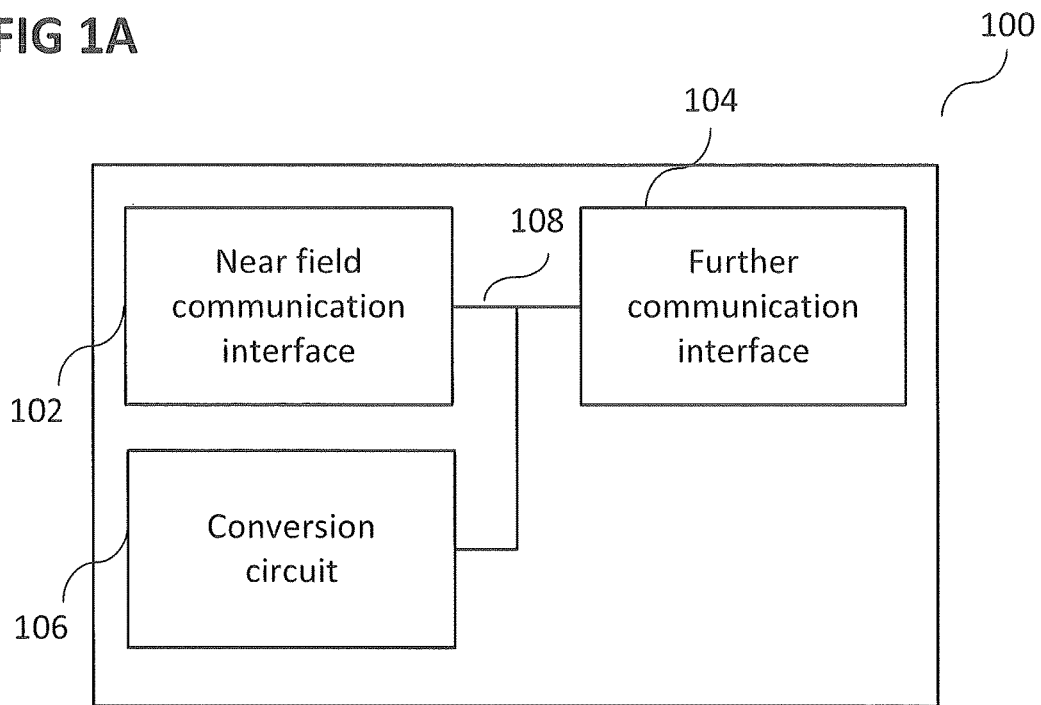 FIG 1A
100
104
108
Near field
communication
interface
Further
communication
interface
102
Conversion
circuit
106